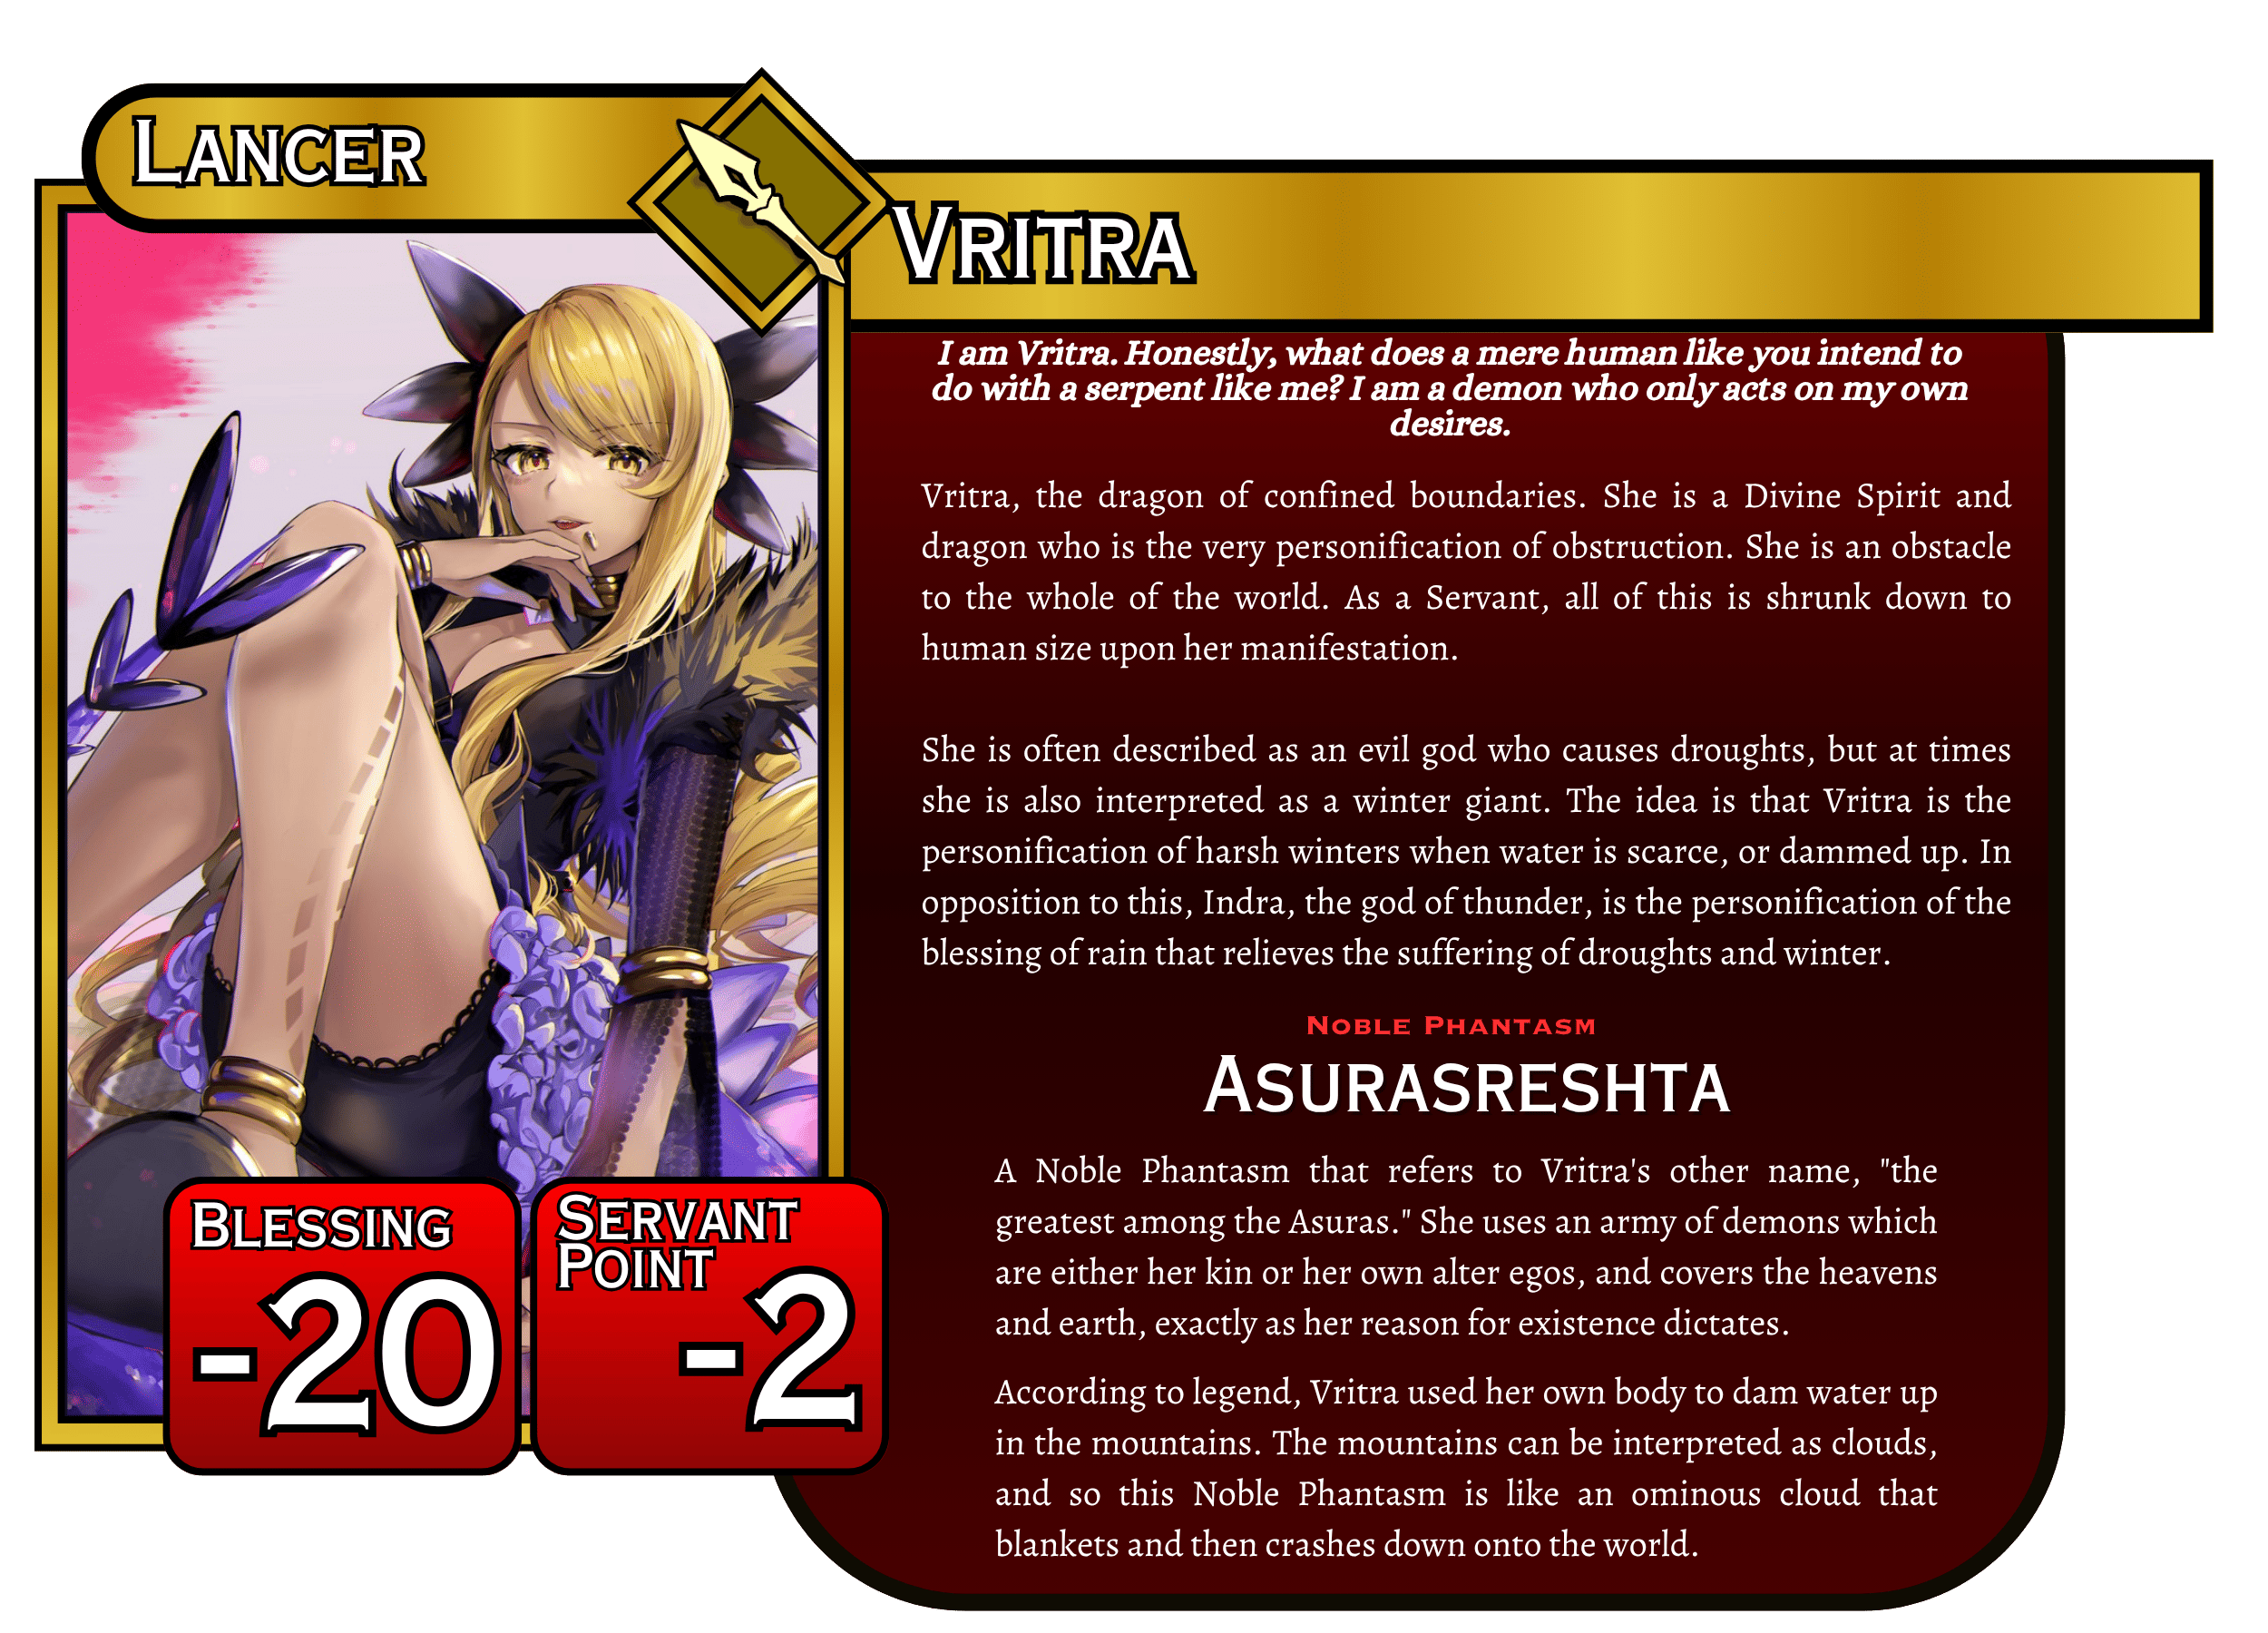 Lancer
Vritra
I am Vritra. Honestly, what does a mere human like you intend to
do with a serpent like me? I am a demon who only acts on my own
desires.
Vritra, the dragon of confined boundaries. She is a Divine Spirit and
dragon who is the very personification of obstruction. She is an obstacle
to the whole of the world. As a Servant, all of this is shrunk down to
human size upon her manifestation.
She is often described as an evil god who causes droughts, but at times
she is also interpreted as a winter giant. The idea is that Vritra is the
personification of harsh winters when water is scarce, or dammed up. In
opposition to this, Indra, the god of thunder, is the personification of the
blessing of rain that relieves the suffering of droughts and winter.
Noble Phantasm
Asurasreshta
A Noble Phantasm that refers to Vritra's other name, "the
greatest among the Asuras." She uses an army of demons which
are either her kin or her own alter egos, and covers the heavens
and earth, exactly as her reason for existence dictates.
According to legend, Vritra used her own body to dam water up
in the mountains. The mountains can be interpreted as clouds,
and so this Noble Phantasm is like an ominous cloud that
blankets and then crashes down onto the world.
Blessing
-20
Servant
Point
-2